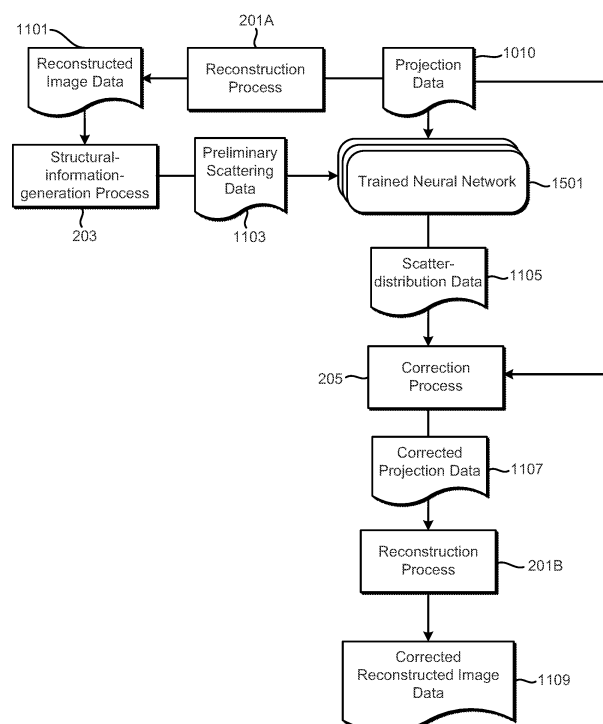 1101
201A
1010
Reconstructed
Image Data
Reconstruction
Process
Projection
Data
Structural-
information-
generation Process
203
Preliminary
Scattering
Data
1103
Trained Neural Network
1501
Scatter-
distribution Data
1105
205
Correction
Process
Corrected
Projection Data
1107
Reconstruction
Process
201B
Corrected
Reconstructed Image
Data
1109